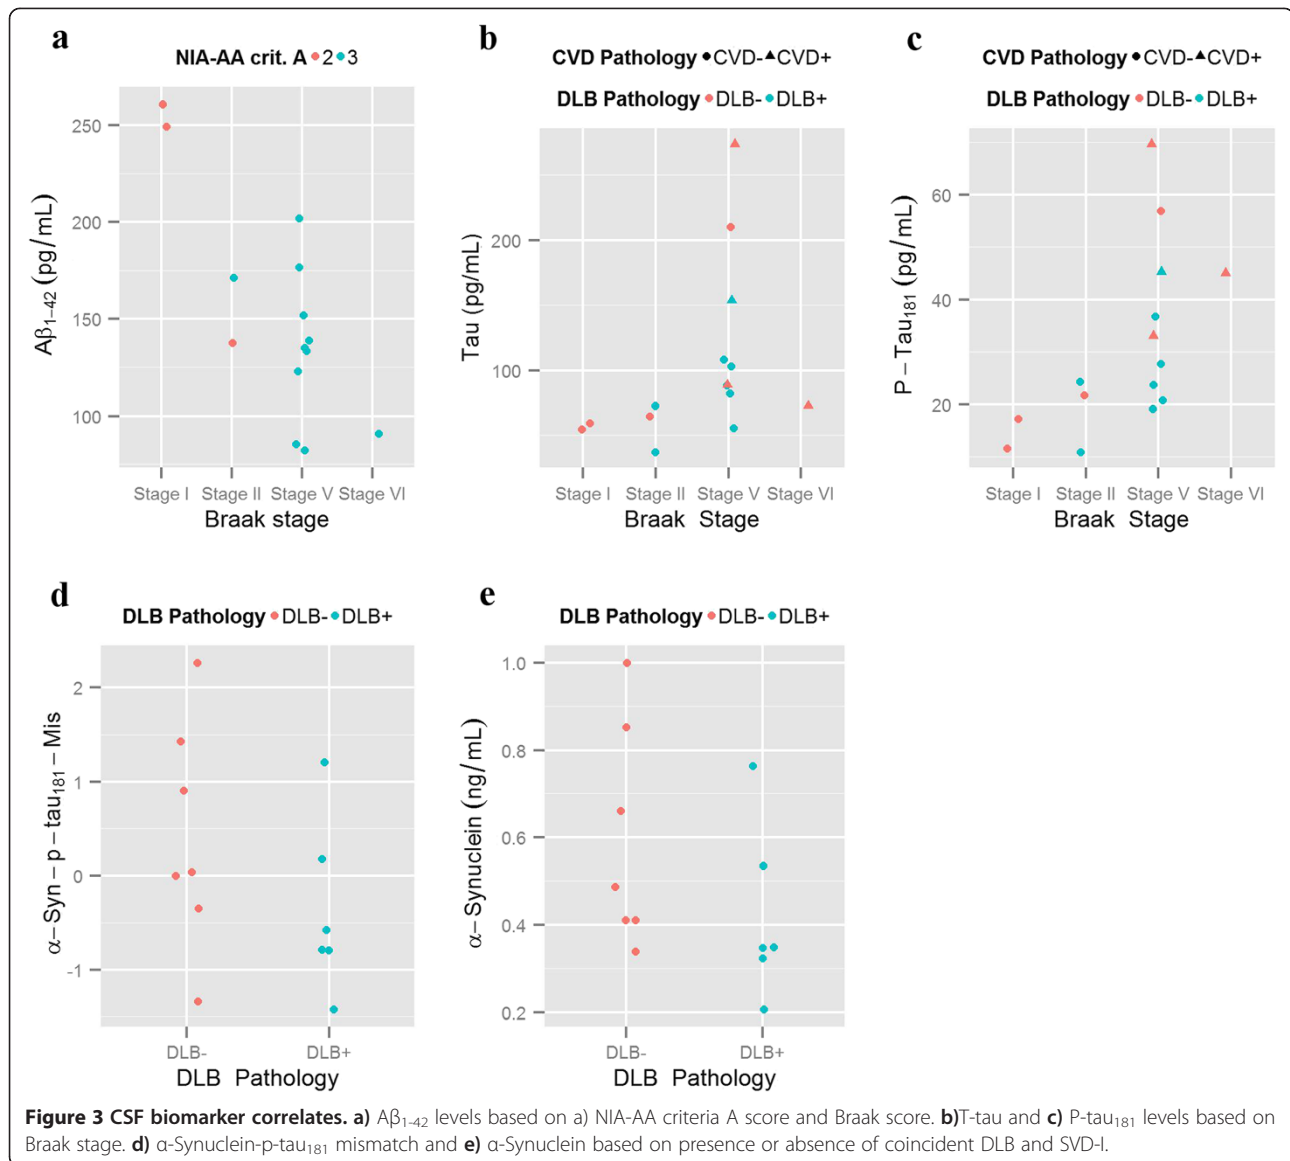 a
NIA-AA crit. A 2 3
250
200
150
100
Aβ1–42 (pg/mL)
Stage I Stage II Stage V Stage VI
Braak stage
b
CVD Pathology CVD- CVD+
DLB Pathology DLB- DLB+
200
100
Tau (pg/mL)
Stage I Stage II Stage V Stage VI
Braak Stage
c
CVD Pathology CVD- CVD+
DLB Pathology DLB- DLB+
60
40
20
P–Tau181 (pg/mL)
Stage I Stage II Stage V Stage VI
Braak Stage
d
DLB Pathology DLB- DLB+
2
1
0
-1
α–Syn–p–tau181–Mis
DLB- DLB+
DLB Pathology
e
DLB Pathology DLB- DLB+
1.0
0.8
0.6
0.4
0.2
α–Synuclein (ng/mL)
DLB- DLB+
DLB Pathology
Figure 3 CSF biomarker correlates. a) Aβ1–42 levels based on a) NIA-AA criteria A score and Braak score. b)T-tau and c) P-tau181 levels based on
Braak stage. d) α-Synuclein-p-tau181 mismatch and e) α-Synuclein based on presence or absence of coincident DLB and SVD-I.